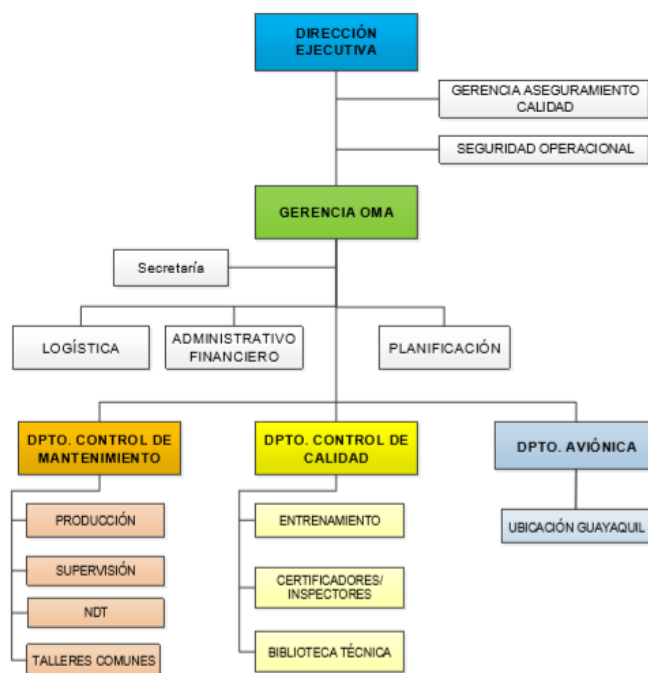 DIRECCIÓN
EJECUTIVA
GERENCIA ASEGURAMIENTO
CALIDAD
SEGURIDAD OPERACIONAL
GERENCIA OMA
Secretaría
LOGÍSTICA
ADMINISTRATIVO
FINANCIERO
PLANIFICACIÓN
DPTO. CONTROL DE
MANTENIMIENTO
DPTO. CONTROL DE
CALIDAD
DPTO. AVIÓNICA
PRODUCCIÓN
SUPERVISIÓN
NDT
TALLERES COMUNES
ENTRENAMIENTO
CERTIFICADORES/
INSPECTORES
BIBLIOTECA TÉCNICA
UBICACIÓN GUAYAQUIL